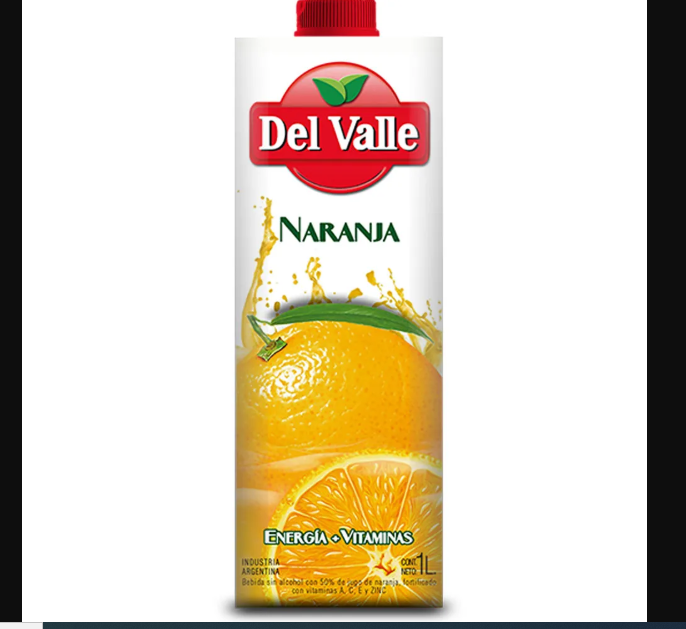 Del Valle
NARANJA
ENERGÍA + VITAMINAS
INDUSTRIA
ARGENTINA
CONT.
NETO. 1L
Bebida sin alcohol con 50% de jugo de naranja, fortificado
con vitaminas A, C, E y ZINC